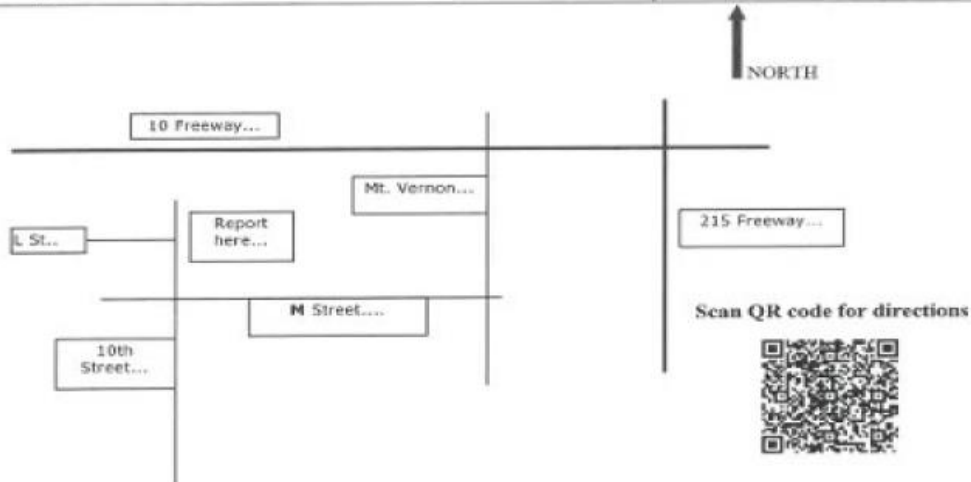 NORTH
10 Freeway...
Mt. Vernon...
Report
here...
215 Freeway...
L St..
M Street....
Scan QR code for directions
10th
Street...